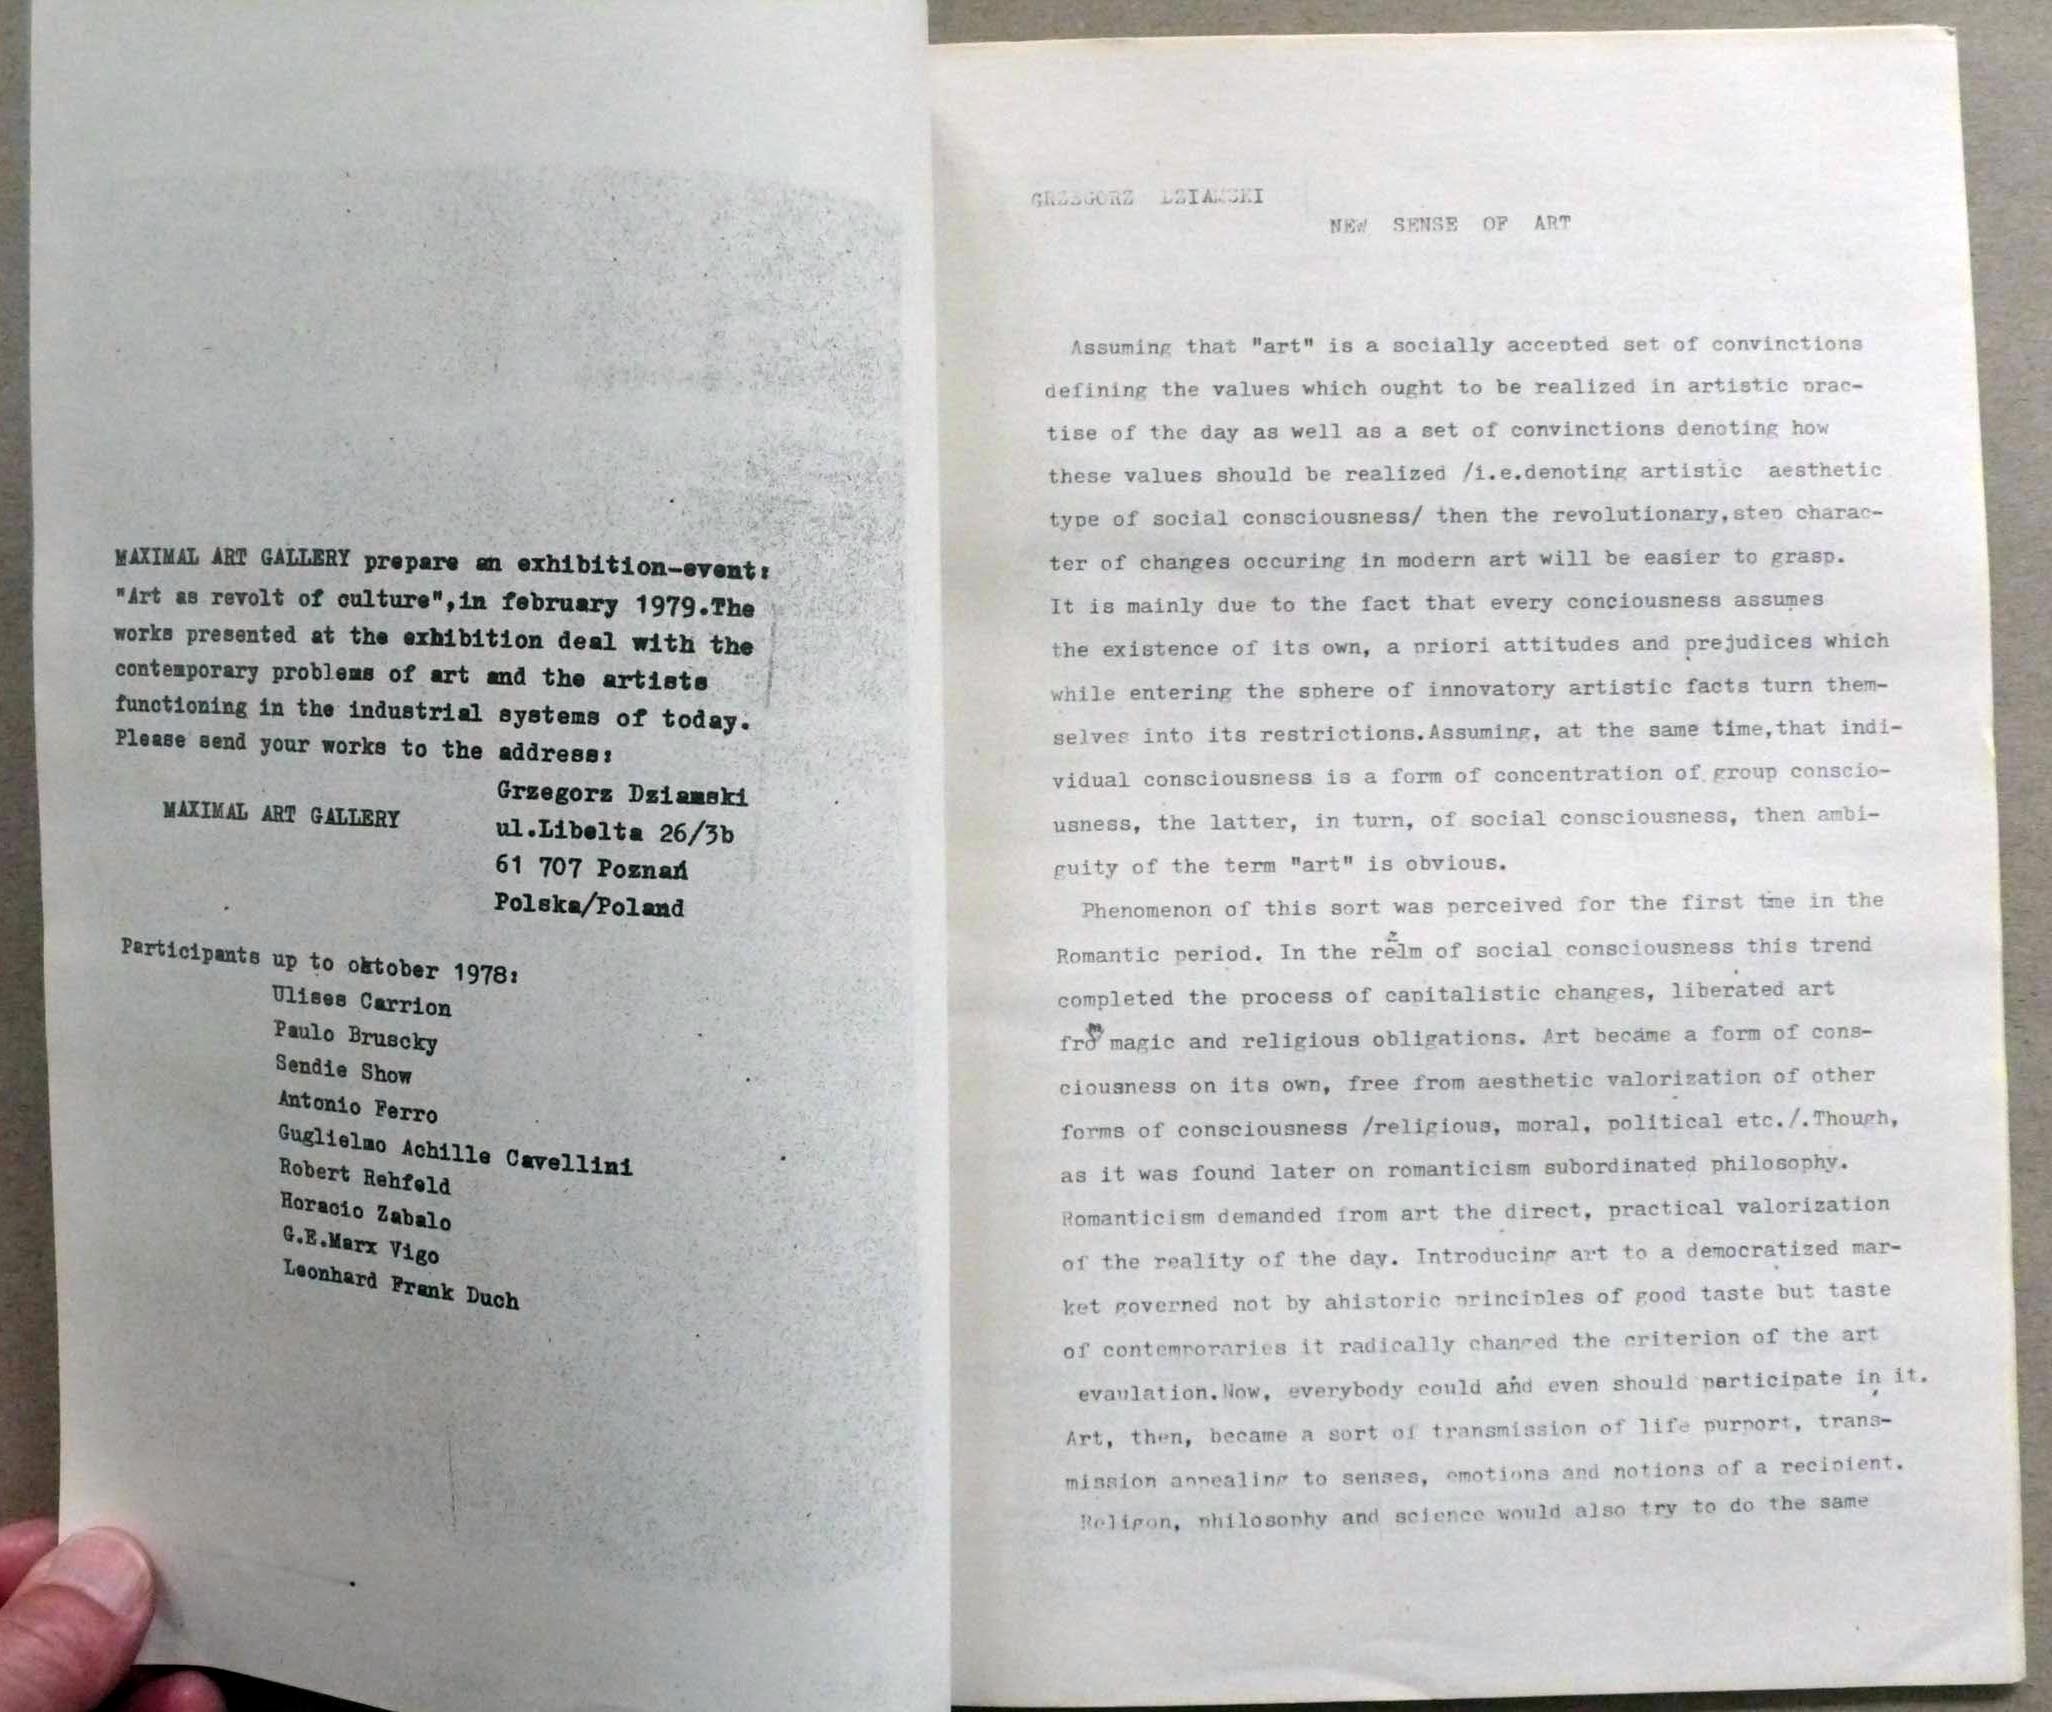 MAXIMAL ART GALLERY prepare an exhibition-event:
"Art as revolt of culture",in february 1979.The
works presented at the exhibition deal with the
contemporary problems of art and the artists
functioning in the industrial systems of today.
Please send your works to the address:
Grzegorz Dziamski
MAXIMAL ART GALLERY
ul.Libelta 26/3b
61 707 Poznań
Polska/Poland
Participants up to oktober 1978:
Ulises Carrion
Paulo Bruscky
Sendie Show
Antonio Ferro
Guglielmo Achille Cavellini
Robert Rehfeld
Horacio Zabalo
G.E.Marx Vigo
Leonhard Frank Duch
GRZEGORZ DZIAMSKI
NEW SENSE OF ART
Assuming that "art" is a socially accepted set of convinctions
defining the values which ought to be realized in artistic prac-
tise of the day as well as a set of convinctions denoting how
these values should be realized /i.e.denoting artistic aesthetic
type of social consciousness/ then the revolutionary,step charac-
ter of changes occuring in modern art will be easier to grasp.
It is mainly due to the fact that every conciousness assumes
the existence of its own, a priori attitudes and prejudices which
while entering the sphere of innovatory artistic facts turn them-
selves into its restrictions.Assuming, at the same time,that indi-
vidual consciousness is a form of concentration of group conscio-
usness, the latter, in turn, of social consciousness, then ambi-
guity of the term "art" is obvious.
Phenomenon of this sort was perceived for the first tme in the
Romantic period. In the relm of social consciousness this trend
completed the process of capitalistic changes, liberated art
from magic and religious obligations. Art became a form of cons-
ciousness on its own, free from aesthetic valorization of other
forms of consciousness /religious, moral, political etc./.Though,
as it was found later on romanticism subordinated philosophy.
Romanticism demanded from art the direct, practical valorization
of the reality of the day. Introducing art to a democratized mar-
ket governed not by ahistoric principles of good taste but taste
of contemporaries it radically changed the criterion of the art
evaulation.Now, everybody could and even should participate in it.
Art, then, became a sort of transmission of life purport, trans-
mission appealing to senses, emotions and notions of a recipient.
Religon, philosophy and science would also try to do the same